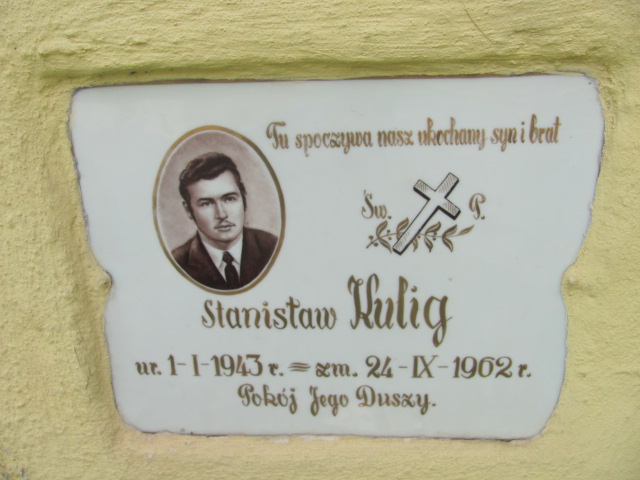 Tu spoczywa nasz ukochany syn i brat
Św. P.
Stanisław Kulig
ur. 1-I-1943 r. = zm. 24-IX-1962 r.
Pokój Jego Duszy.